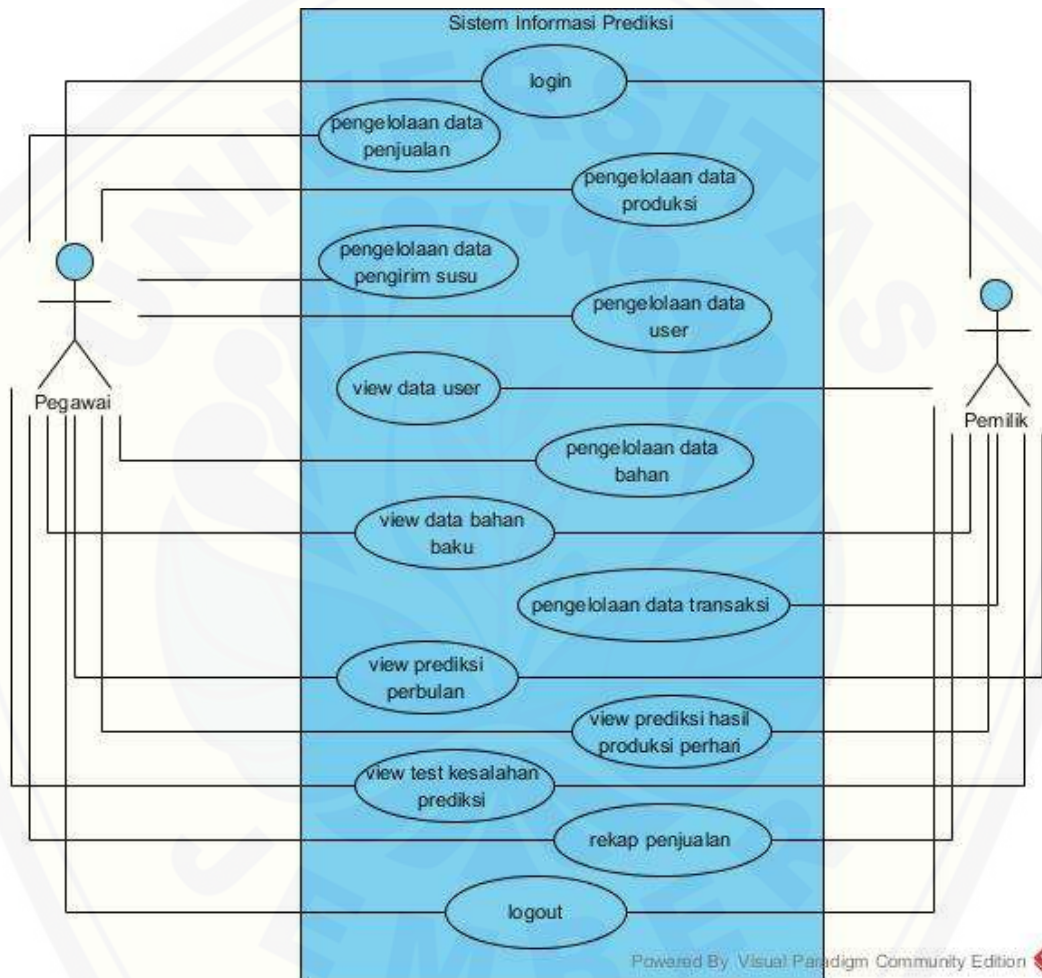 Sistem Informasi Prediksi
login
pengelolaan data
penjualan
pengelolaan data
produksi
pengelolaan data
pengirim susu
pengelolaan data
user
view data user
Pegawai
Pemilik
pengelolaan data
bahan
view data bahan
baku
pengelolaan data transaksi
view prediksi
perbulan
view prediksi hasil
produksi perhari
view test kesalahan
prediksi
rekap penjualan
logout
Powered By Visual Paradigm Community Edition
UNIVERSITAS
JEMBER